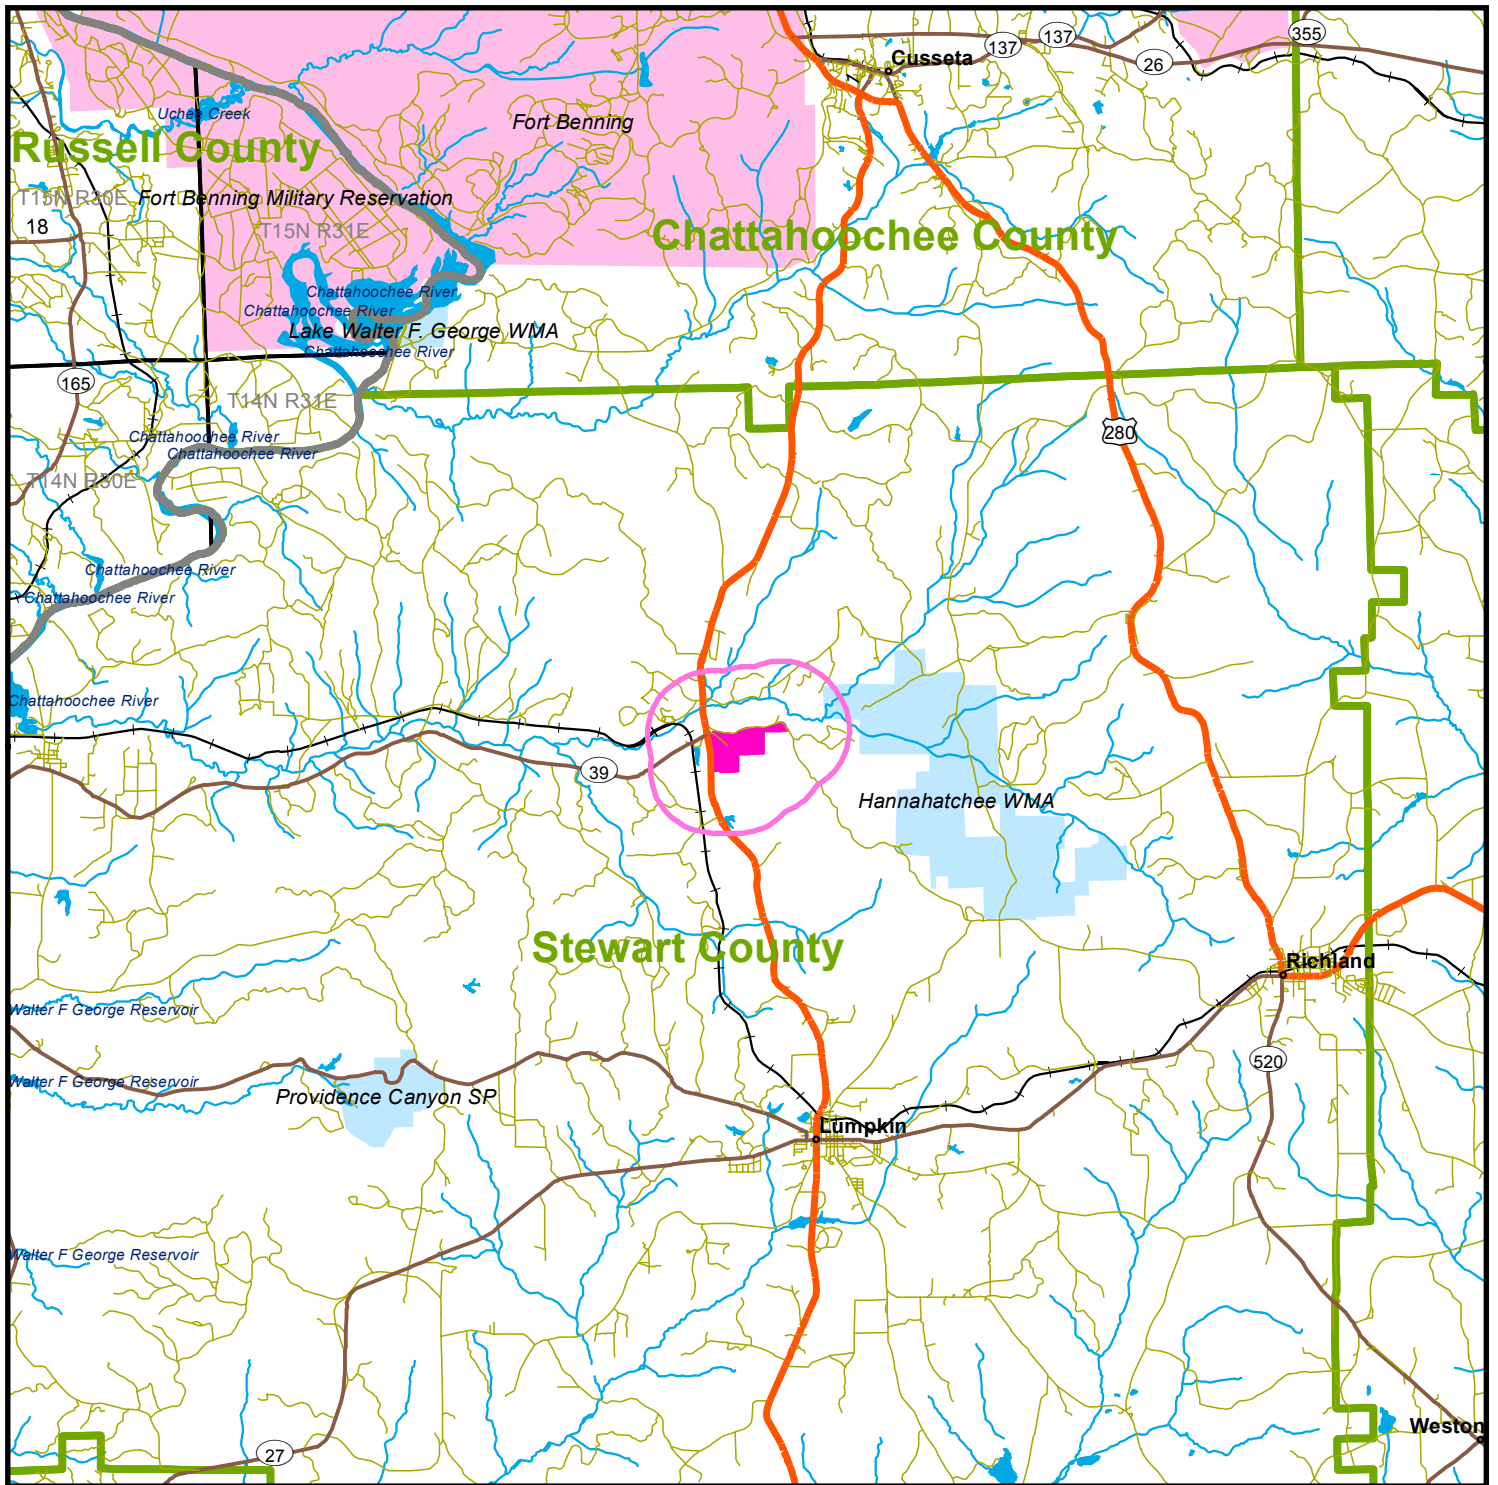 355
137
137
Cusseta
26
Uchee Creek
Fort Benning
Russell County
T15N R30E
Fort Benning Military Reservation
18
T15N R31E
Chattahoochee County
Chattahoochee River
Chattahoochee River
Lake Walter F. George WMA
Chattahoochee River
165
T14N R31E
280
Chattahoochee River
Chattahoochee River
T14N R30E
Chattahoochee River
Chattahoochee River
Chattahoochee River
39
Hannahatchee WMA
Stewart County
Richland
Walter F George Reservoir
520
Walter F George Reservoir
Providence Canyon SP
Lumpkin
Walter F George Reservoir
Weston
27